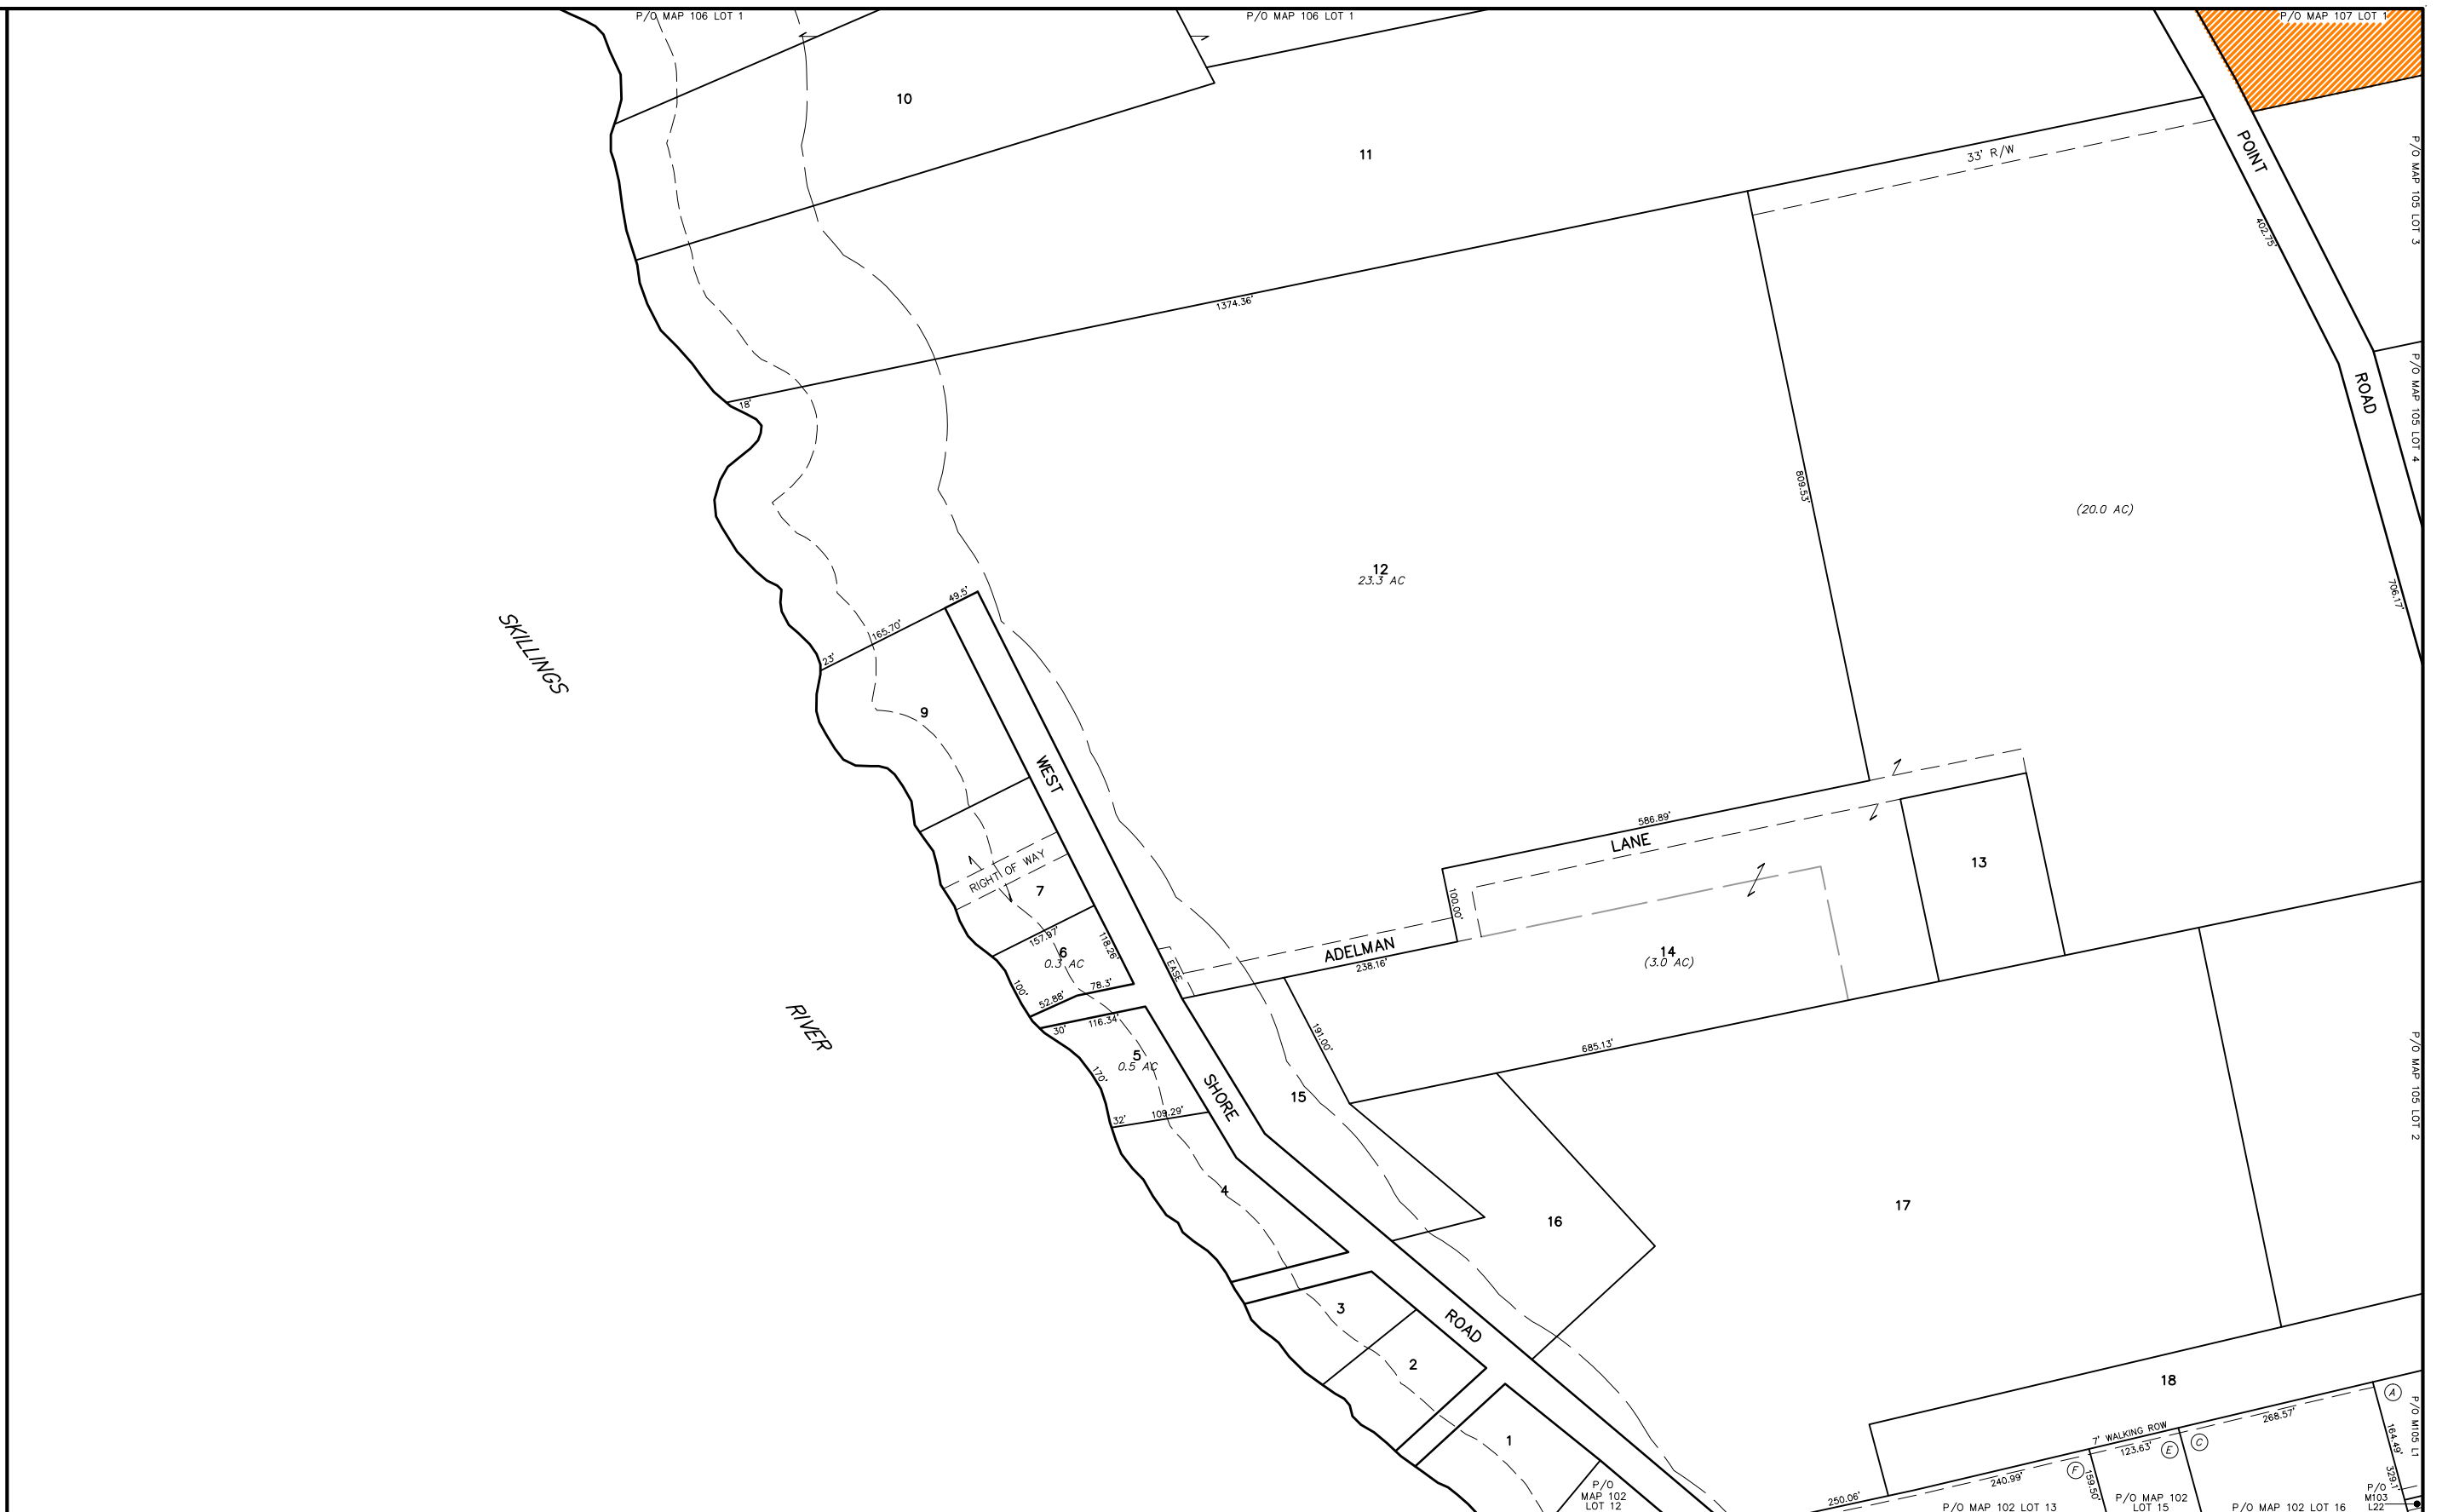 P/O MAP 106 LOT 1
P/O MAP 106 LOT 1
P/O MAP 107 LOT 1
10
11
33' R/W
POINT
402.75'
P/O MAP 105 LOT 3
1374.36'
18'
ROAD
P/O MAP 105 LOT 4
809.53'
(20.0 AC)
12
23.3 AC
706.17'
49.5'
165.70'
23'
SKILLINGS
9
WEST
586.89'
LANE
13
RIGHT OF WAY
7
100.00'
157.97'
118.26'
6
0.3 AC
ADELMAN
238.16'
EASE
14
(3.0 AC)
100'
52.88'
78.3'
RIVER
30'
116.34'
191.00'
685.13'
5
0.5 AC
170'
SHORE
15
32'
109.29'
P/O MAP 105 LOT 2
4
16
17
3
ROAD
2
18
A
P/O M105 L1
1
7' WALKING ROW
268.57'
123.63'
E
C
164.49'
F
240.99'
159.50'
329.1'
250.06'
P/O
MAP 102
LOT 12
P/O MAP 102 LOT 13
P/O MAP 102
LOT 15
P/O MAP 102 LOT 16
P/O
M103
L22